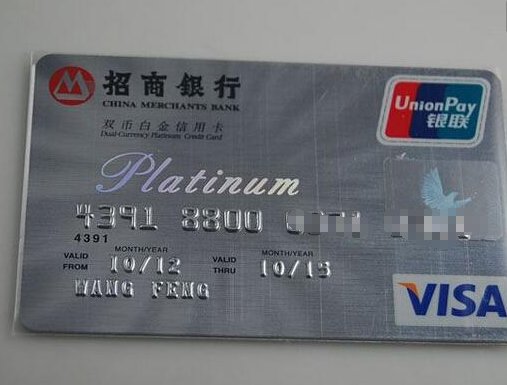 招商银行
CHINA MERCHANTS BANK
双币白金信用卡
Dual-Currency Platinum Credit Card
UnionPay
银联
Platinum
4391 8800
4391
MONTH/YEAR MONTH/YEAR
VALID FROM 10/12 VALID THRU 10/15
WANG FENG
VISA